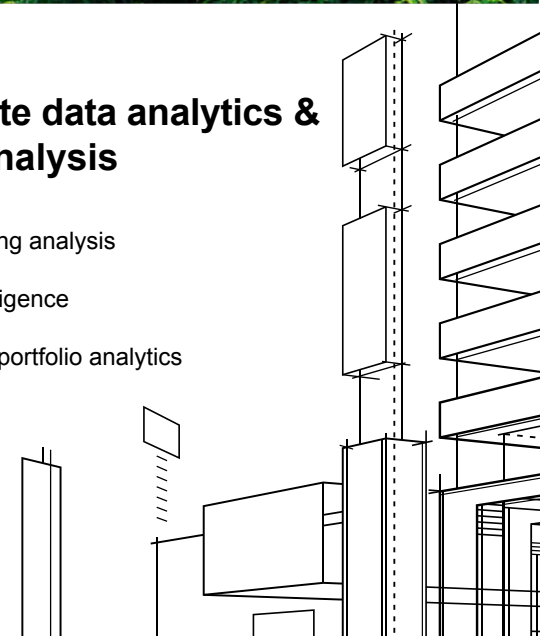 te data analytics &
nalysis
ng analysis
igence
portfolio analytics